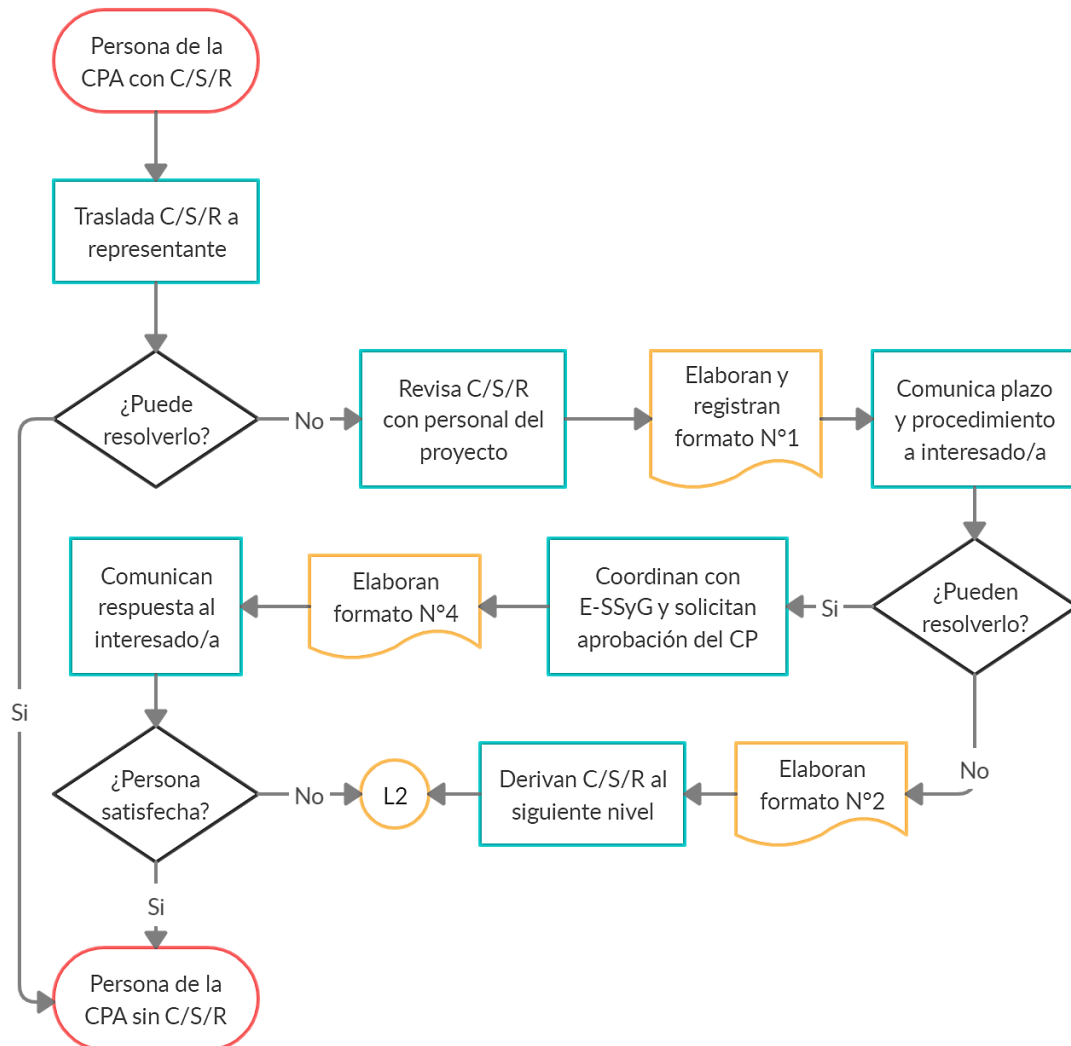 Persona de la
CPA con C/S/R
Traslada C/S/R a
representante
¿Puede
resolverlo?
No
Revisa C/S/R
con personal del
proyecto
Elaboran y
registran
formato N°1
Comunica plazo
y procedimiento
a interesado/a
¿Pueden
resolverlo?
Si
Coordinan con
E-SSyG y solicitan
aprobación del CP
Elaboran
formato N°4
Comunican
respuesta al
interesado/a
Si
¿Persona
satisfecha?
No
L2
Derivan C/S/R al
siguiente nivel
Elaboran
formato N°2
No
Si
Persona de la
CPA sin C/S/R